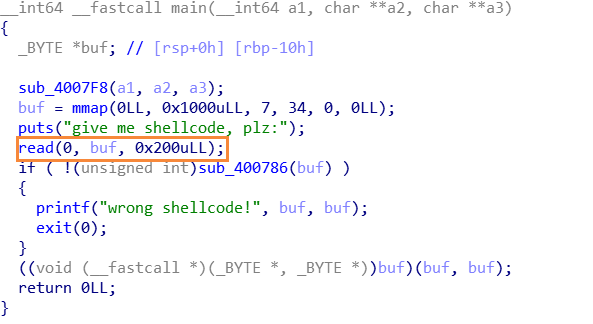 __int64 __fastcall main(__int64 a1, char **a2, char **a3)
{
  _BYTE *buf; // [rsp+0h] [rbp-10h]

  sub_4007F8(a1, a2, a3);
  buf = mmap(0LL, 0x1000uLL, 7, 34, 0, 0LL);
  puts("give me shellcode, plz:");
  read(0, buf, 0x200uLL);
  if ( !(unsigned int)sub_400786(buf) )
  {
    printf("wrong shellcode!", buf, buf);
    exit(0);
  }
  ((void (__fastcall *)(_BYTE *, _BYTE *))buf)(buf, buf);
  return 0LL;
}